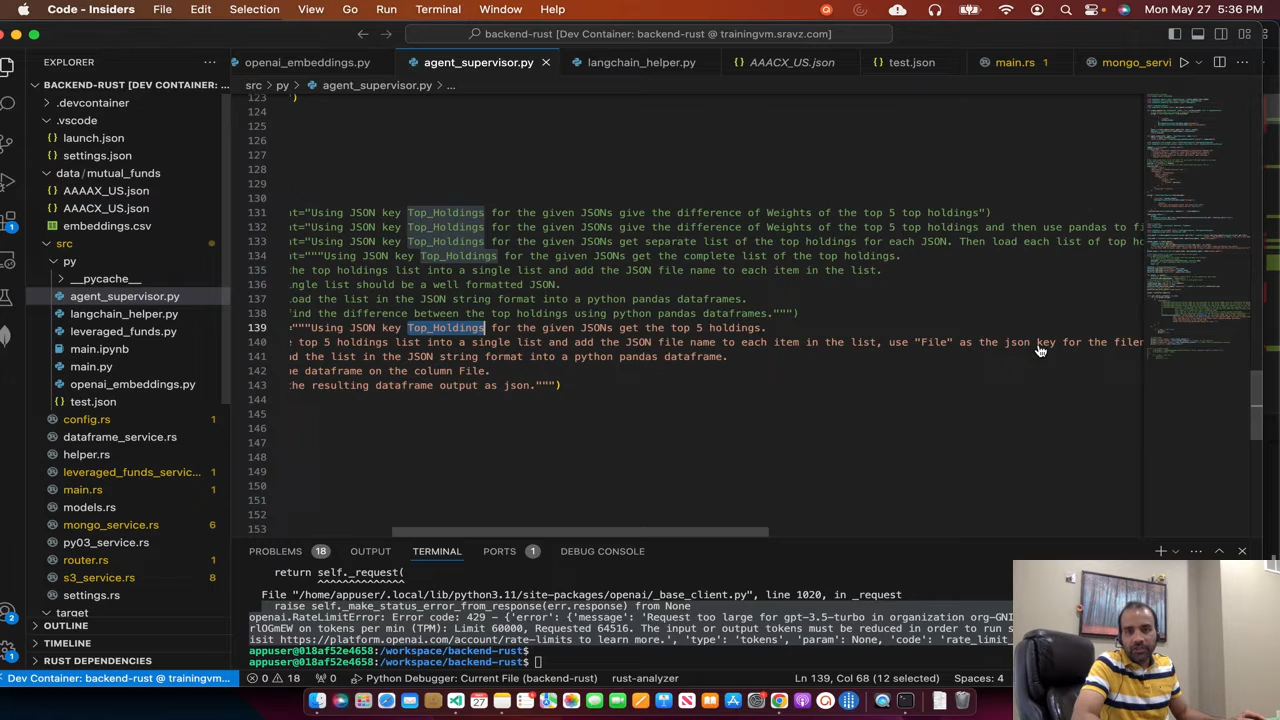 Code - Insiders File Edit Selection View Go Run Terminal Window Help Mon May 27 5:36 PM
backend-rust [Dev Container: backend-rust @ trainingvm.sravz.com]
EXPLORER
openai_embeddings.py agent_supervisor.py langchain_helper.py AAACX_US.json test.json main.rs 1 mongo_servi
BACKEND-RUST [DEV CONTAINER: ...
src > py > agent_supervisor.py > ...
.devcontainer
.vscode
launch.json
settings.json
data / mutual_funds
AAAAX_US.json
AAACX_US.json
embeddings.csv
src
py
__pycache__
agent_supervisor.py
langchain_helper.py
leveraged_funds.py
main.ipynb
main.py
openai_embeddings.py
test.json
config.rs 1
dataframe_service.rs
helper.rs
leveraged_funds_servic... 1
main.rs 1
models.rs
mongo_service.rs 6
py03_service.rs
router.rs 1
s3_service.rs 8
settings.rs
target
OUTLINE
TIMELINE
RUST DEPENDENCIES
123 )
124
125
126
127
128
129
130
131 t="Using JSON key Top_Holdings for the given JSONs give the difference of Weights of the top 5 top holdings")
132 t="Using JSON key Top_Holdings for the given JSONs give the difference of Weights of the top 5 top holdings and then use pandas to fi
133 t="Using JSON key Top_Holdings for the given JSONs get separate lists of the top holdings for each JSON. Then load each list of top ho
134 t="""Using JSON key Top_Holdings for the given JSONs get the complete list of the top holdings.
135 the top holdings list into a single list and add the JSON file name to each item in the list.
136 ngle list should be a well formed JSON.
137 oad the list in the JSON string format into a python pandas dataframe.
138 ind the difference between the top holdings using python pandas dataframes.""")
139 ="""Using JSON key Top_Holdings for the given JSONs get the top 5 holdings.
140 e top 5 holdings list into a single list and add the JSON file name to each item in the list, use "File" as the json key for the filen
141 d the list in the JSON string format into a python pandas dataframe.
142 e dataframe on the column File.
143 the resulting dataframe output as json.""")
144
145
146
147
148
149
150
151
152
153
PROBLEMS 18 OUTPUT TERMINAL PORTS 1 DEBUG CONSOLE
return self._request(
^^^^^^^^^^^^^^
File "/home/appuser/.local/lib/python3.11/site-packages/openai/_base_client.py", line 1020, in _request
raise self._make_status_error_from_response(err.response) from None
openai.RateLimitError: Error code: 429 - {'error': {'message': 'Request too large for gpt-3.5-turbo in organization org-GNI
rlOGmEW on tokens per min (TPM): Limit 60000, Requested 64516. The input or output tokens must be reduced in order to run s
isit https://platform.openai.com/account/rate-limits to learn more.', 'type': 'tokens', 'param': None, 'code': 'rate_limit_
appuser@018af52e4658:/workspace/backend-rust$
appuser@018af52e4658:/workspace/backend-rust$
Dev Container: backend-rust @ trainingvm... 0 18 0 Python Debugger: Current File (backend-rust) rust-analyzer Ln 139, Col 68 (12 selected) Spaces: 4